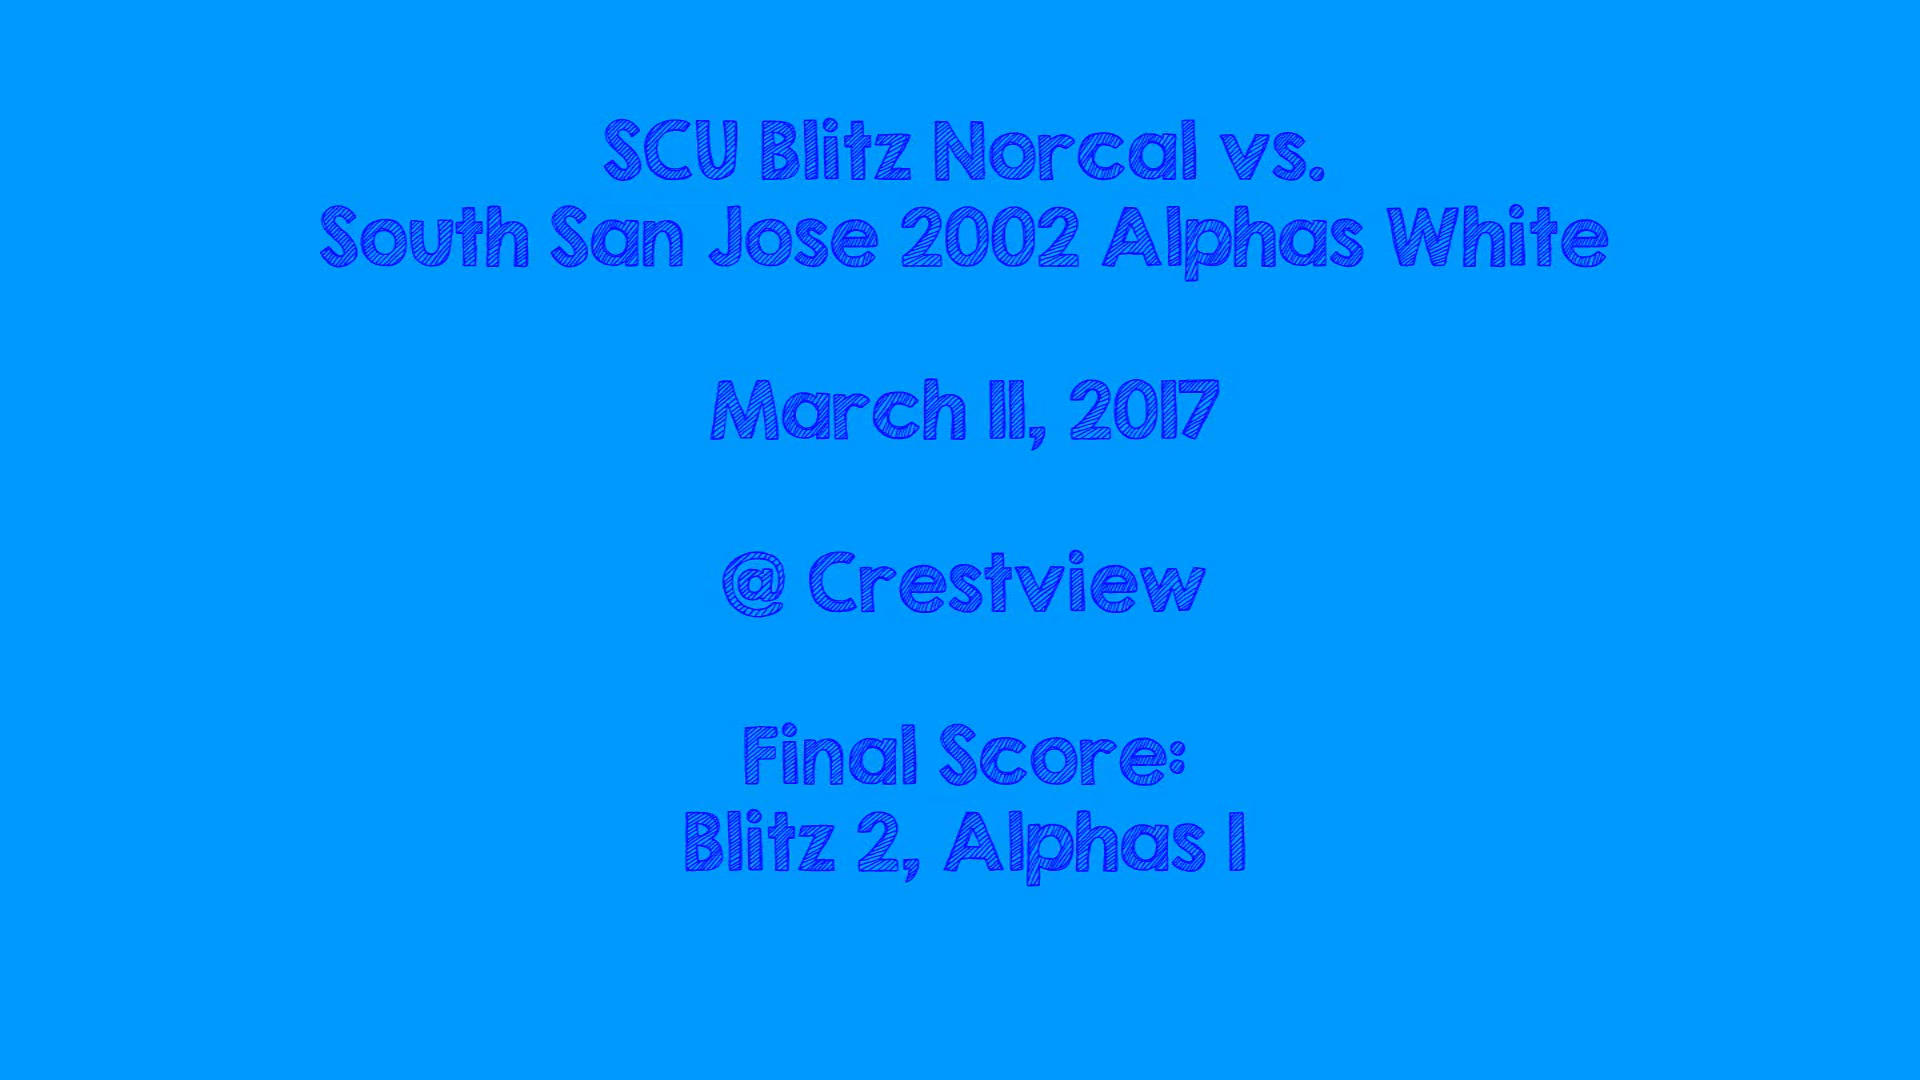 SCU Blitz Norcal vs.
South San Jose 2002 Alphas White
March 11, 2017
@ Crestview
Final Score:
Blitz 2, Alphas 1